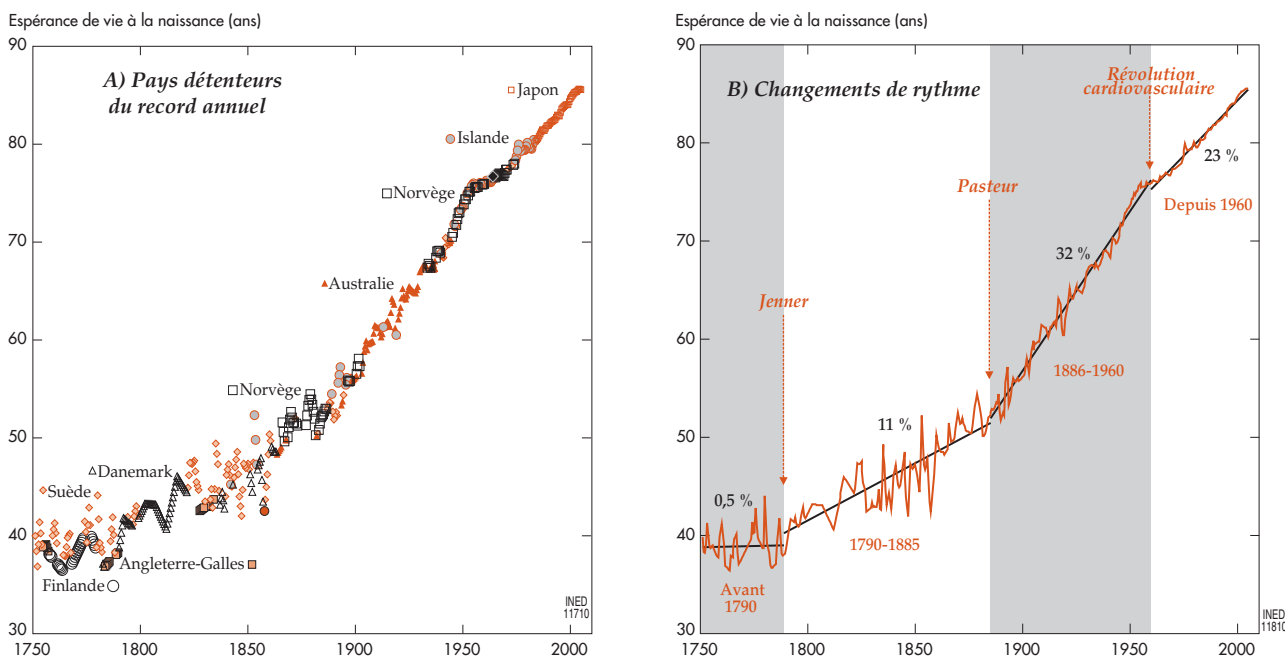 Espérance de vie à la naissance (ans)
90
80
70
60
50
40
30
1750
1800
1850
1900
1950
2000
A) Pays détenteurs
du record annuel
Japon
Islande
Norvège
Australie
Norvège
Danemark
Suède
Angleterre-Galles
Finlande
INED
11710
Espérance de vie à la naissance (ans)
90
80
70
60
50
40
30
1750
1800
1850
1900
1950
2000
B) Changements de rythme
Révolution
cardiovasculaire
23 %
Pasteur
Depuis 1960
32 %
Jenner
1886-1960
11 %
0,5 %
1790-1885
Avant
1790
INED
11810